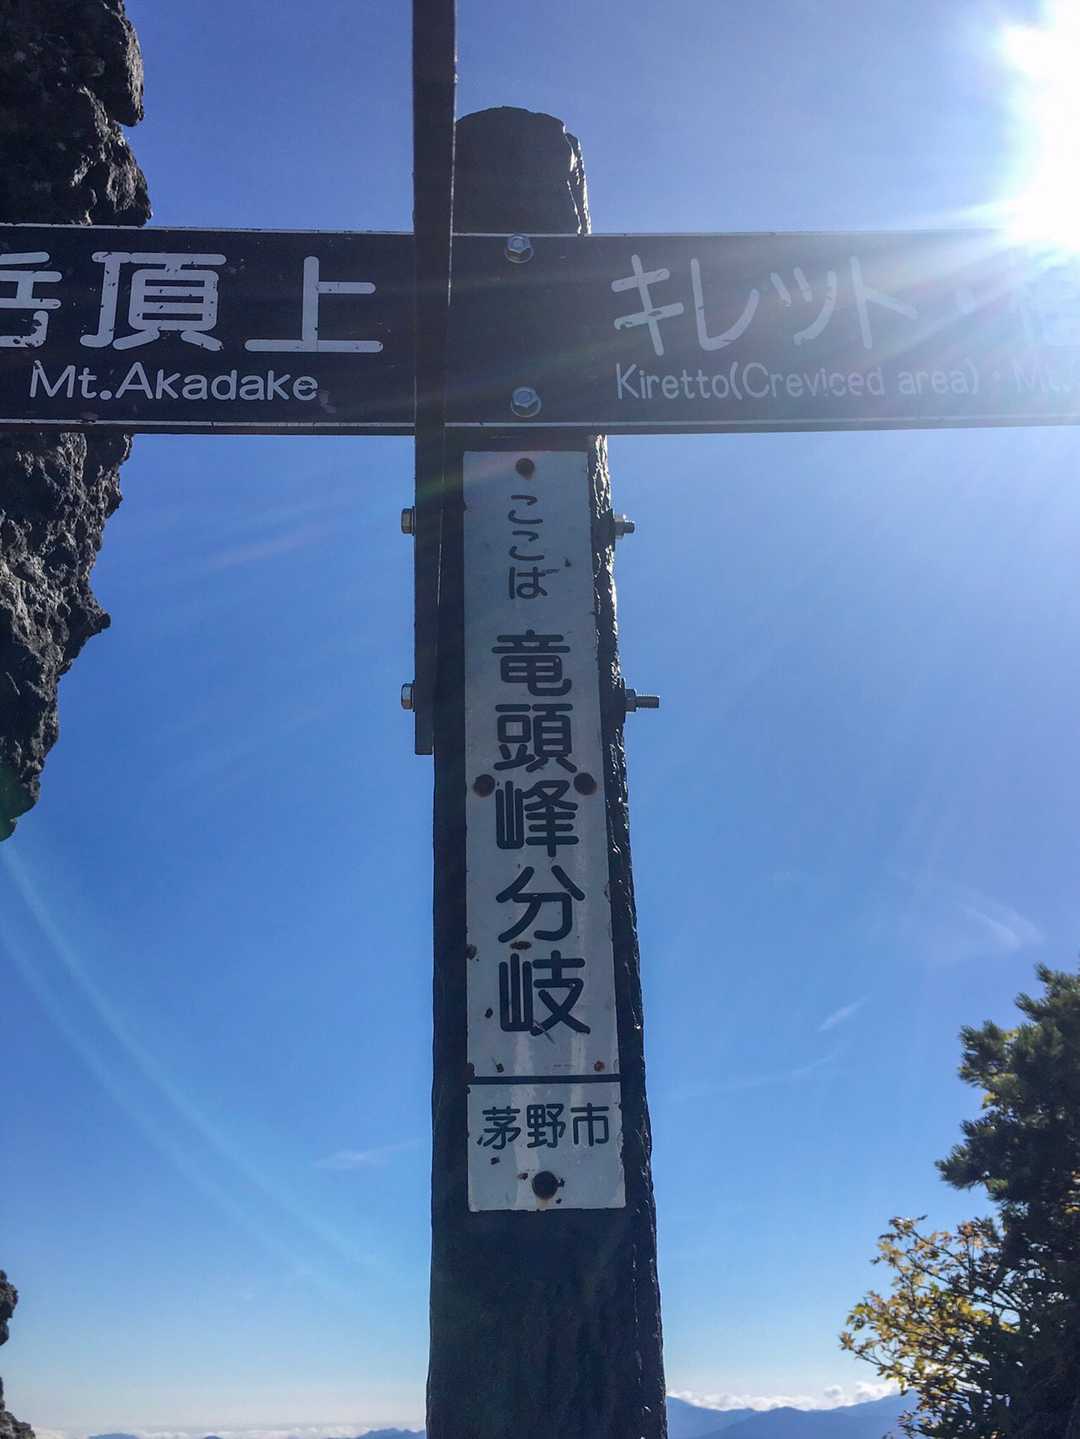 岳頂上
Mt.Akadake
キレット・
Kiretto(Creviced area)・Mt.
ここは
竜頭峰分岐
茅野市